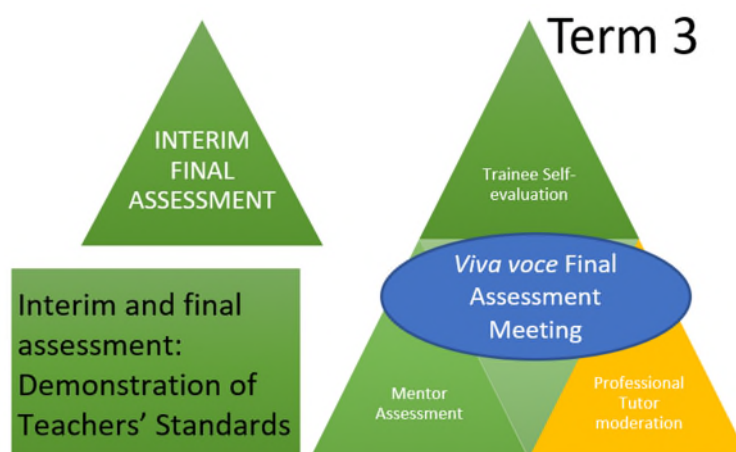 Term 3
INTERIM
FINAL
ASSESSMENT
Trainee Self-
evaluation
Viva voce Final
Assessment
Meeting
Interim and final
assessment:
Demonstration of
Teachers' Standards
Mentor
Assessment
Professional
Tutor
moderation